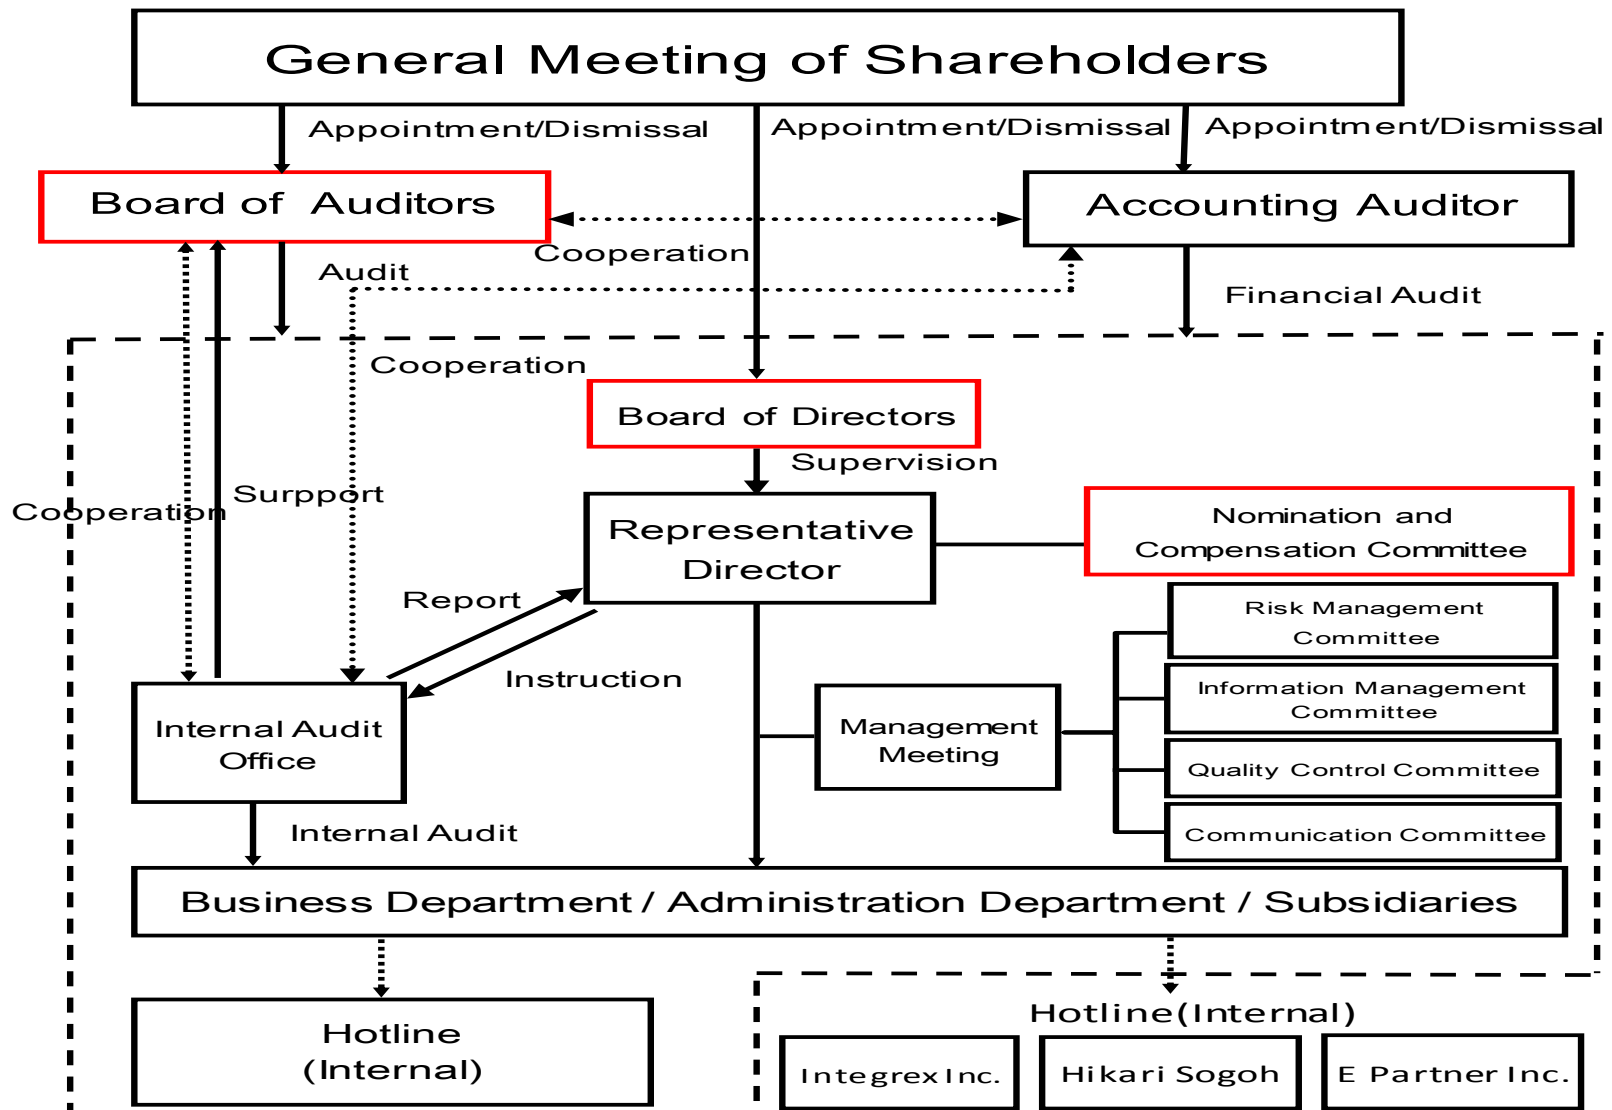 General Meeting of Shareholders
Appointment/Dismissal
Appointment/Dismissal
Appointment/Dismissal
Board of Auditors
Accounting Auditor
Cooperation
Audit
Financial Audit
Cooperation
Board of Directors
Supervision
Cooperation
Surpport
Representative
Director
Nomination and
Compensation Committee
Report
Instruction
Risk Management
Committee
Information Management
Committee
Internal Audit
Office
Management
Meeting
Quality Control Committee
Communication Committee
Internal Audit
Business Department / Administration Department / Subsidiaries
Hotline
(Internal)
Hotline(Internal)
Integrex Inc.
Hikari Sogoh
E Partner Inc.